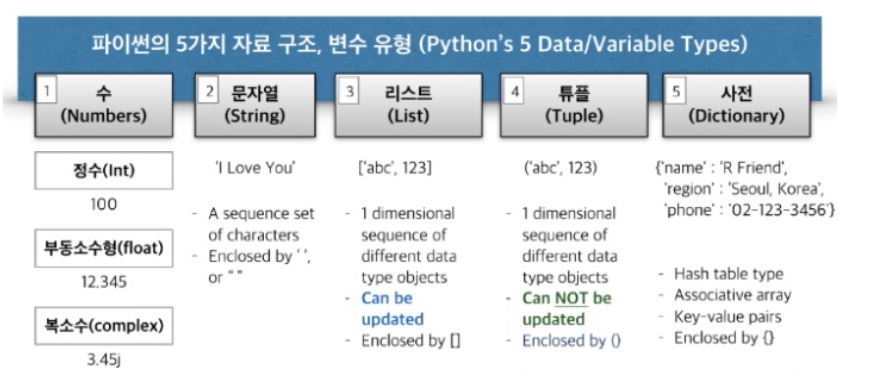 파이썬의 5가지 자료 구조, 변수 유형 (Python's 5 Data/Variable Types)
1
수
(Numbers)
정수(Int)
100
부동소수형(float)
12.345
복소수(complex)
3.45j
2
문자열
(String)
'I Love You'
- A sequence set
of characters
- Enclosed by ' ',
or " "
3
리스트
(List)
['abc', 123]
- 1 dimensional
sequence of
different data
type objects
- Can be
updated
- Enclosed by []
4
튜플
(Tuple)
('abc', 123)
- 1 dimensional
sequence of
different data
type objects
- Can NOT be
updated
- Enclosed by ()
5
사전
(Dictionary)
{'name' : 'R Friend',
'region' : 'Seoul, Korea',
'phone' : '02-123-3456'}
- Hash table type
- Associative array
- Key-value pairs
- Enclosed by {}